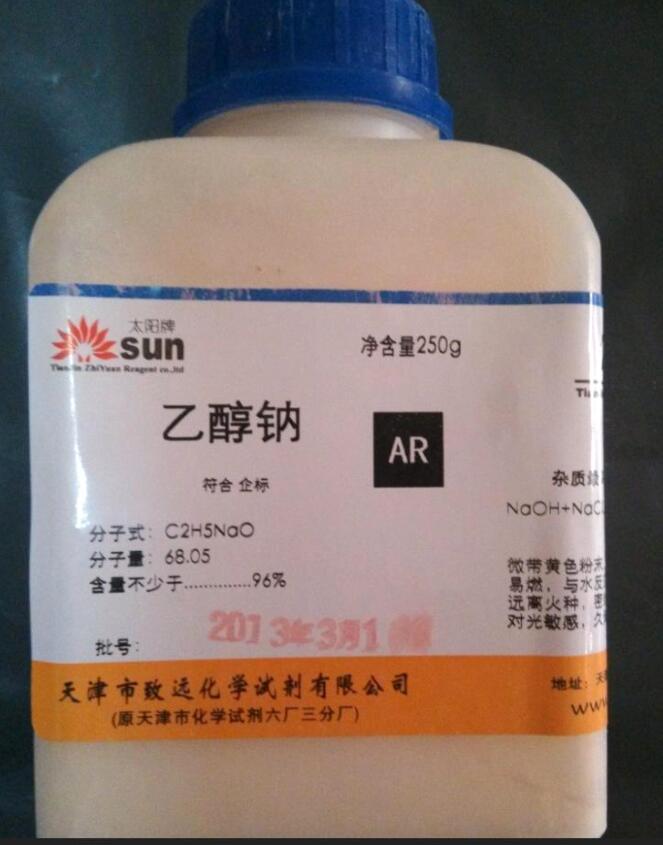 太阳牌
sun
TianJin ZhiYuan Reagent co.,ltd
净含量250g
乙醇钠
AR
符合 企标
分子式: C2H5NaO
分子量: 68.05
含量不少于..............96%
批号:
2013年3月1
天津市致远化学试剂有限公司
(原天津市化学试剂六厂三分厂)
杂质
NaOH+NaC
微带黄色粉末
易燃，与水反
远离火种，密
对光敏感，久
地址: 天
www